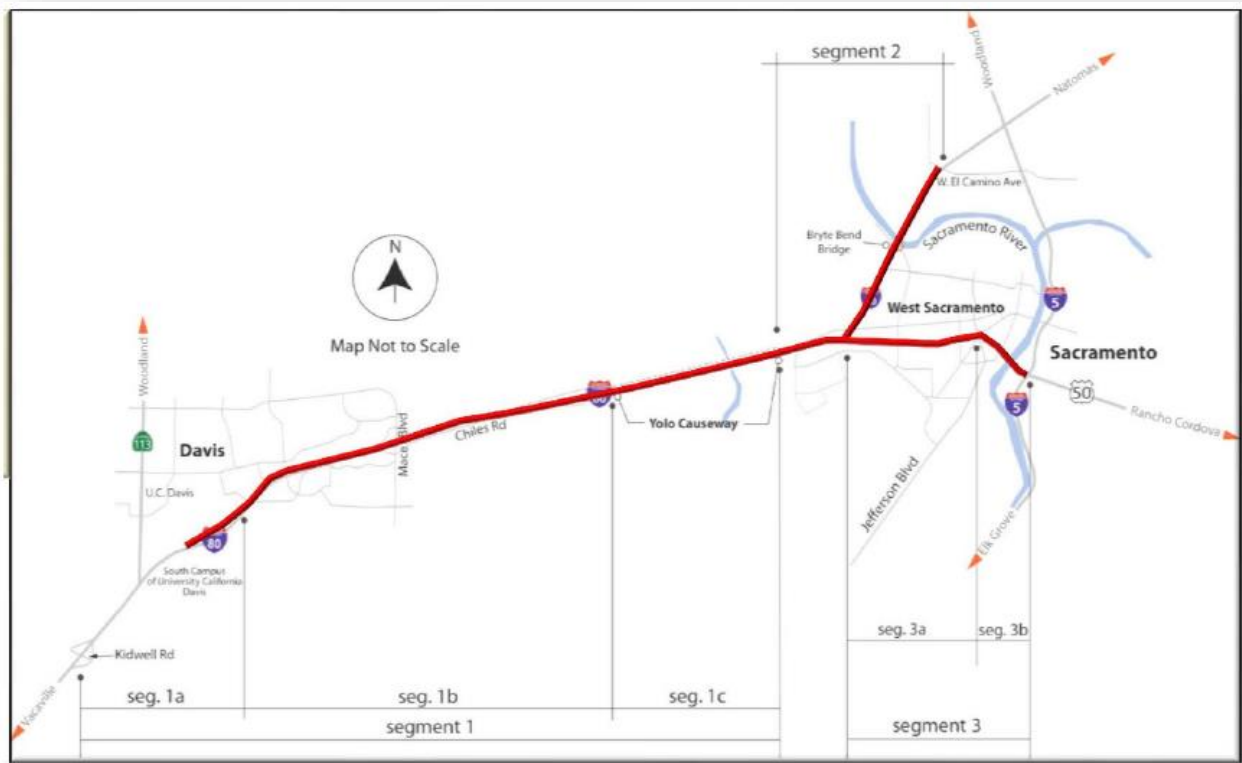 segment 2
Woodland
Natomas
W. El Camino Ave
Bryte Bend
Bridge
Sacramento River
N
Map Not to Scale
West Sacramento
5
Sacramento
Woodland
50
5
Rancho Cordova
80
Yolo Causeway
Chiles Rd
113
Davis
U.C. Davis
Jefferson Blvd
Elk Grove
80
South Campus
of University California
Davis
Kidwell Rd
Vacaville
seg. 3a
seg. 3b
seg. 1a
seg. 1b
seg. 1c
segment 1
segment 3